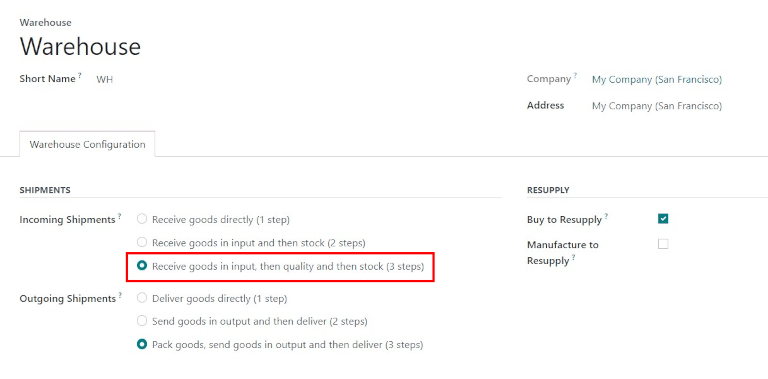 Warehouse
Warehouse
Short Name ? WH
Company ? My Company (San Francisco)
Address My Company (San Francisco)
Warehouse Configuration
SHIPMENTS
RESUPPLY
Incoming Shipments ? Receive goods directly (1 step)
Buy to Resupply ?
Receive goods in input and then stock (2 steps)
Manufacture to
Resupply ?
Receive goods in input, then quality and then stock (3 steps)
Outgoing Shipments ? Deliver goods directly (1 step)
Send goods in output and then deliver (2 steps)
Pack goods, send goods in output and then deliver (3 steps)